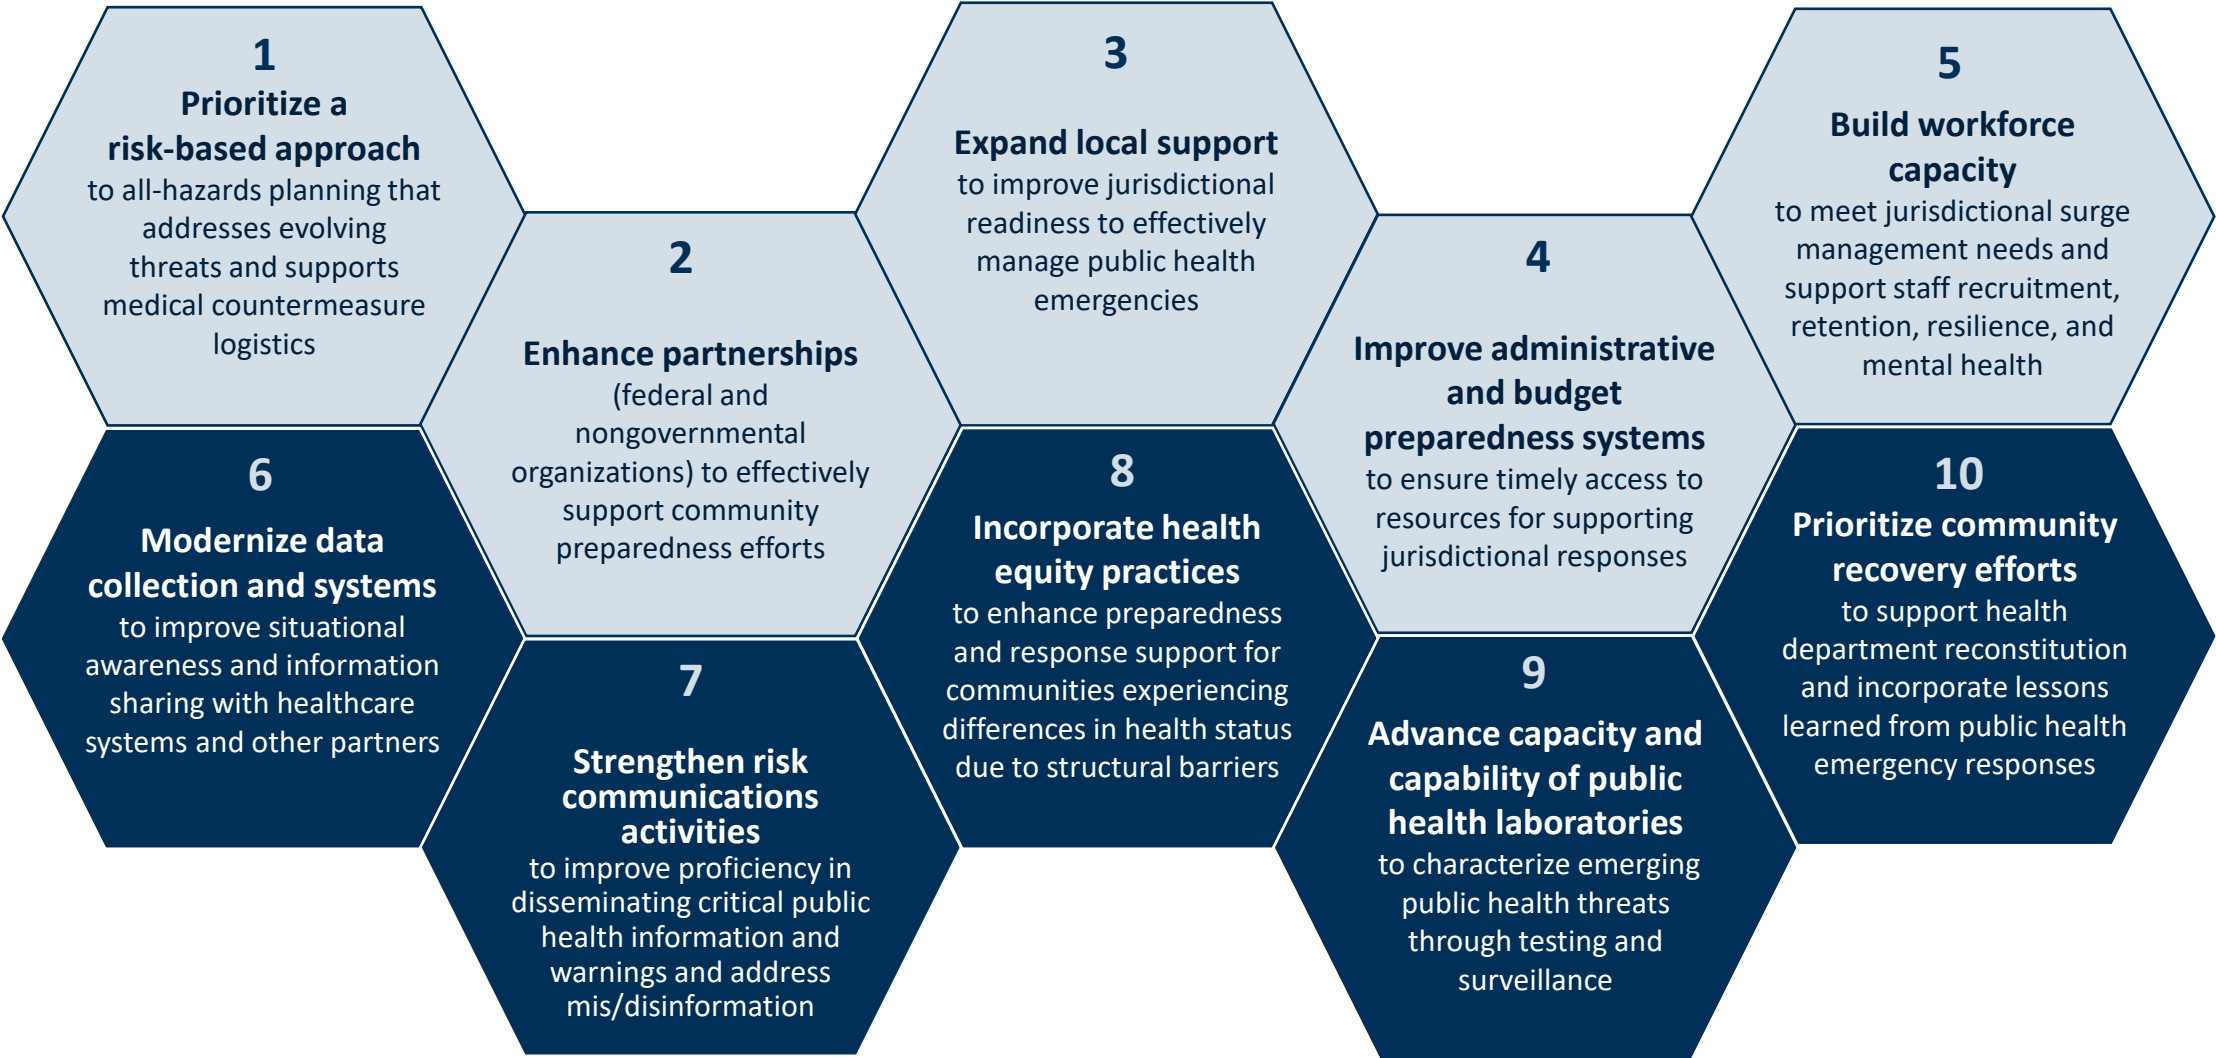 1
Prioritize a
risk-based approach
to all-hazards planning that
addresses evolving
threats and supports
medical countermeasure
logistics
2
Enhance partnerships
(federal and
nongovernmental
organizations) to effectively
support community
preparedness efforts
3
Expand local support
to improve jurisdictional
readiness to effectively
manage public health
emergencies
4
Improve administrative
and budget
preparedness systems
to ensure timely access to
resources for supporting
jurisdictional responses
5
Build workforce
capacity
to meet jurisdictional surge
management needs and
support staff recruitment,
retention, resilience, and
mental health
6
Modernize data
collection and systems
to improve situational
awareness and information
sharing with healthcare
systems and other partners
7
Strengthen risk
communications
activities
to improve proficiency in
disseminating critical public
health information and
warnings and address
mis/disinformation
8
Incorporate health
equity practices
to enhance preparedness
and response support for
communities experiencing
differences in health status
due to structural barriers
9
Advance capacity and
capability of public
health laboratories
to characterize emerging
public health threats
through testing and
surveillance
10
Prioritize community
recovery efforts
to support health
department reconstitution
and incorporate lessons
learned from public health
emergency responses